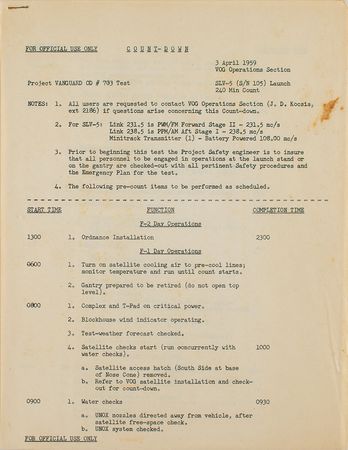 FOR OFFICIAL USE ONLY C O U N T - D O W N
3 April 1959
VOG Operations Section
Project VANGUARD OD # 783 Test SLV-5 (S/N 105) Launch
240 Min Count
NOTES: 1. All users are requested to contact VOG Operations Section (J. D. Kocsis,
ext 2186) if questions arise concerning this Count-down.
2. For SLV-5: Link 231.5 is PWM/FM Forward Stage II - 231.5 mc/s
Link 238.5 is PPM/AM Aft Stage I - 238.5 mc/s
Minitrack Transmitter (1) - Battery Powered 108.00 mc/s
3. Prior to beginning this test the Project Safety engineer is to insure
that all personnel to be engaged in operations at the launch stand or
on the gantry are checked-out with all pertinent Safety procedures and
the Emergency Plan for the test.
4. The following pre-count items to be performed as scheduled.
START TIME FUNCTION COMPLETION TIME
F-2 Day Operations
1300 1. Ordnance Installation 2300
F-1 Day Operations
0600 1. Turn on satellite cooling air to pre-cool lines;
monitor temperature and run until count starts.
2. Gantry prepared to be retired (do not open top
level).
0800 1. Complex and T-Pad on critical power.
2. Blockhouse wind indicator operating.
3. Test-weather forecast checked.
4. Satellite checks start (run concurrently with 1000
water checks).
a. Satellite access hatch (South Side at base
of Nose Cone) removed.
b. Refer to VOG satellite installation and check-
out for count-down.
0900 1. Water checks 0930
a. UNOX nozzles directed away from vehicle, after
satellite free-space check.
b. UNOX system checked.
FOR OFFICIAL USE ONLY